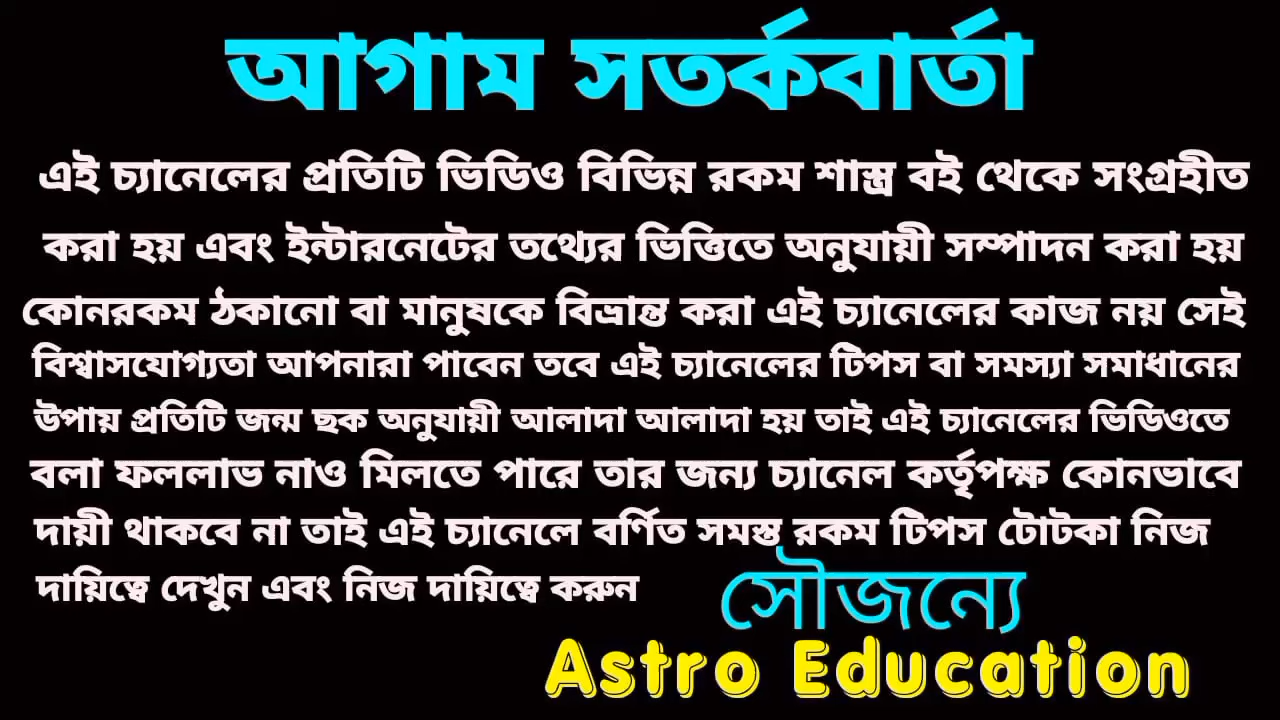 আগাম সতর্কবার্তা
এই চ্যানেলের প্রতিটি ভিডিও বিভিন্ন রকম শাস্ত্র বই থেকে সংগ্রহীত
করা হয় এবং ইন্টারনেটের তথ্যের ভিত্তিতে অনুযায়ী সম্পাদন করা হয়
কোনরকম ঠকানো বা মানুষকে বিভ্রান্ত করা এই চ্যানেলের কাজ নয় সেই
বিশ্বাসযোগ্যতা আপনারা পাবেন তবে এই চ্যানেলের টিপস বা সমস্যা সমাধানের
উপায় প্রতিটি জন্ম ছক অনুযায়ী আলাদা আলাদা হয় তাই এই চ্যানেলের ভিডিওতে
বলা ফললাভ নাও মিলতে পারে তার জন্য চ্যানেল কর্তৃপক্ষ কোনভাবে
দায়ী থাকবে না তাই এই চ্যানেলে বর্ণিত সমস্ত রকম টিপস টোটকা নিজ
দায়িত্বে দেখুন এবং নিজ দায়িত্বে করুন
সৌজন্যে
Astro Education